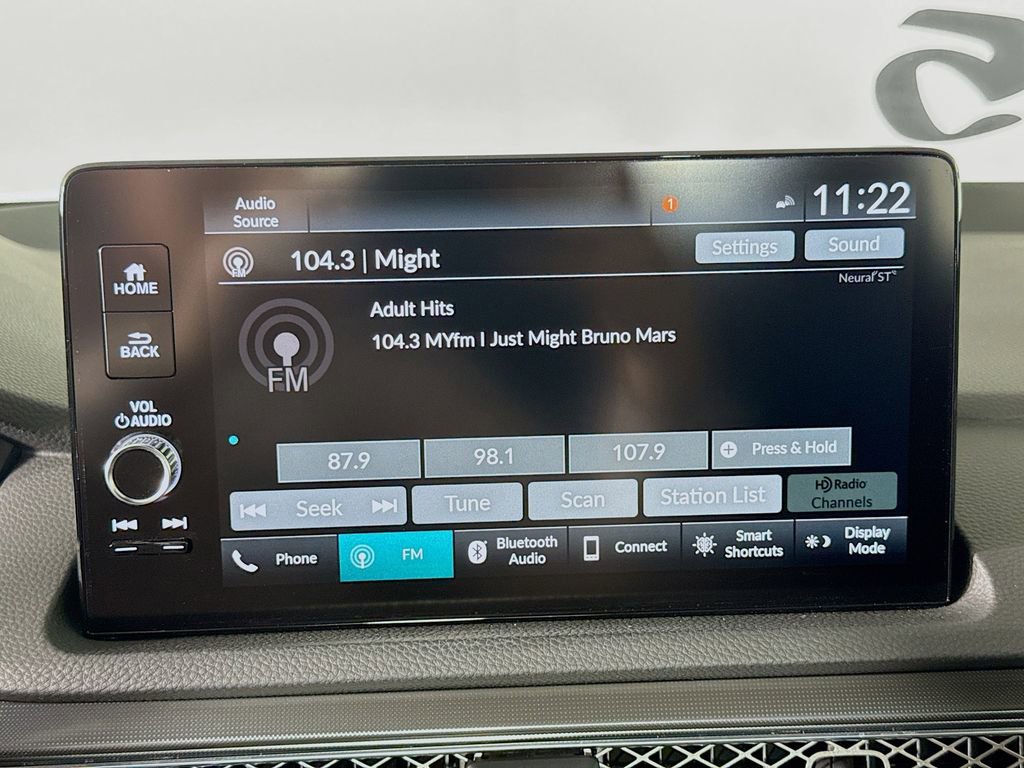 Audio
Source
1
11:22
FM
104.3 | Might
Settings
Sound
Neural ST
HOME
BACK
VOL
AUDIO
Adult Hits
104.3 MYfm I Just Might Bruno Mars
FM
87.9
98.1
107.9
Press & Hold
Seek
Tune
Scan
Station List
HD Radio
Channels
Phone
FM
Bluetooth
Audio
Connect
Smart
Shortcuts
Display
Mode